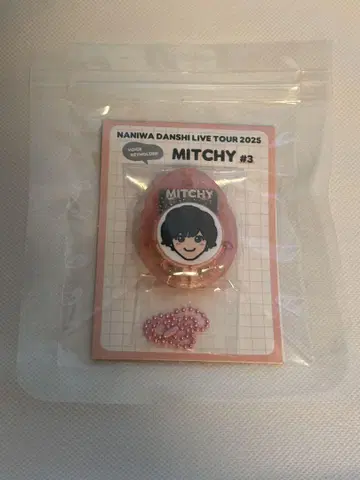 NANIWA DANSHI LIVE TOUR 2025
MITCHY #3
MITCHY